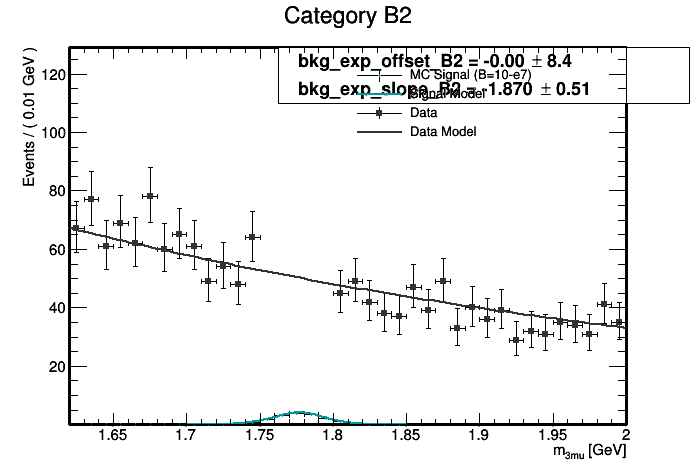 Category B2
bkg_exp_offset_B2 = -0.00 ± 8.4
MC Signal (B=10-e7)
bkg_exp_slope_B2 = -1.870 ± 0.51
Signal Model
Data
Data Model
Events / ( 0.01 GeV )
120
100
80
60
40
20
1.65 1.7 1.75 1.8 1.85 1.9 1.95 2
m3mu [GeV]